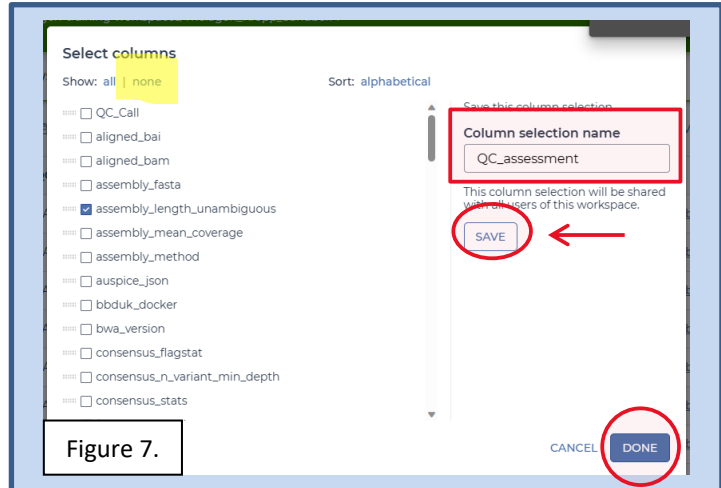 Select columns
Show: all | none
Sort: alphabetical
QC_Call
aligned_bai
aligned_bam
assembly_fasta
assembly_length_unambiguous
assembly_mean_coverage
assembly_method
auspice_json
bbduk_docker
bwa_version
consensus_flagstat
consensus_n_variant_min_depth
consensus_stats
Save this column selection
Column selection name
QC_assessment
This column selection will be shared
with all users of this workspace.
SAVE
CANCEL
DONE
Figure 7.